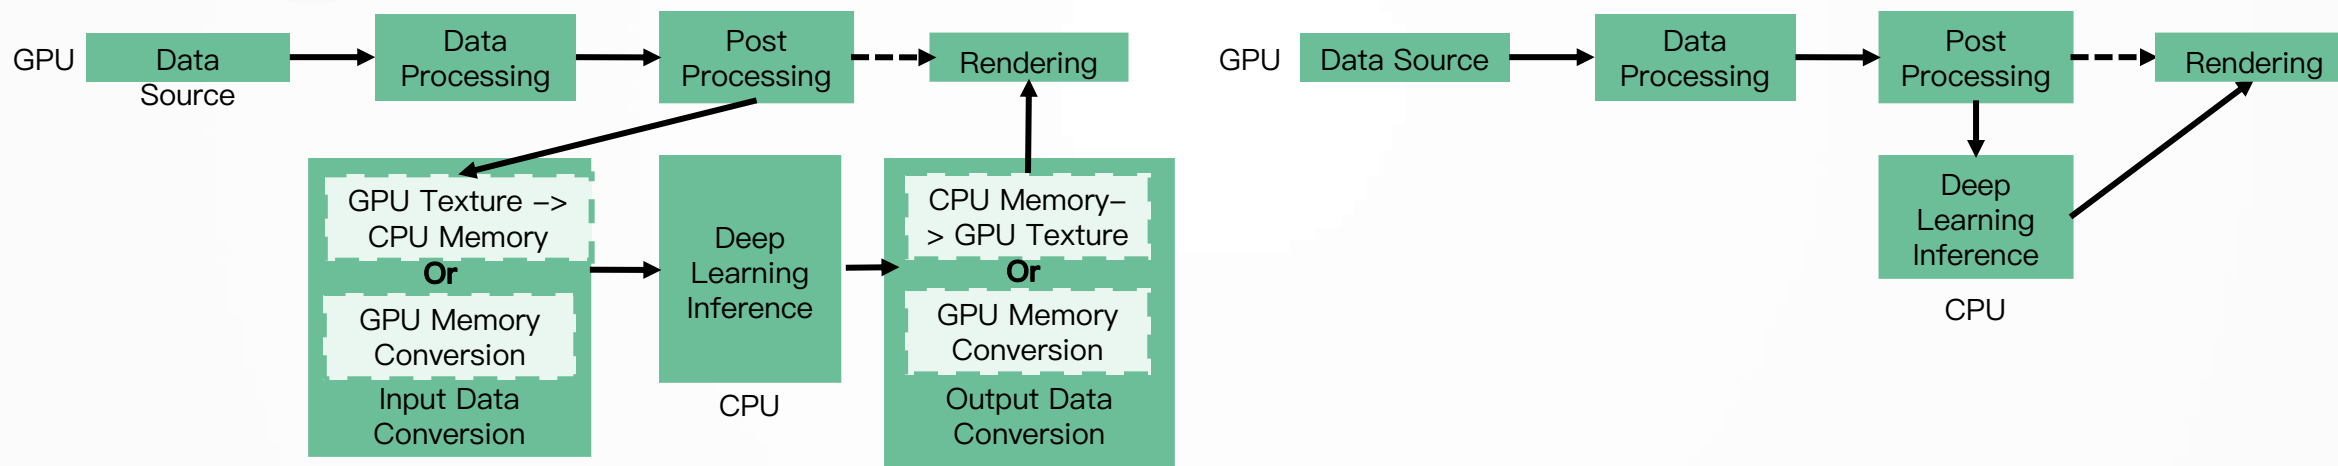 GPU
Data
Source
Data
Processing
Post
Processing
Rendering
GPU Texture ->
CPU Memory
Or
GPU Memory
Conversion
Input Data
Conversion
Deep
Learning
Inference
CPU
CPU Memory-
> GPU Texture
Or
GPU Memory
Conversion
Output Data
Conversion
GPU
Data Source
Data
Processing
Post
Processing
Rendering
Deep
Learning
Inference
CPU